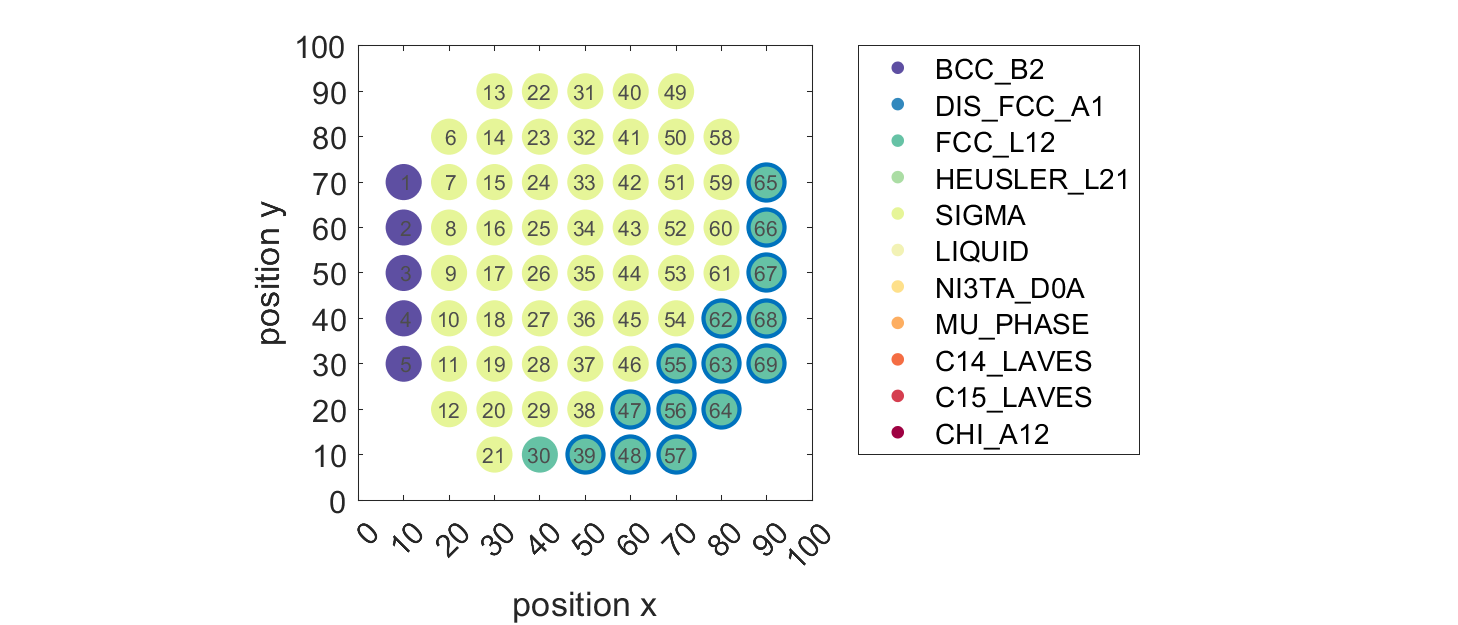 100
90
80
70
60
50
40
30
20
10
0
position y
13 22 31 40 49
6 14 23 32 41 50 58
1 7 15 24 33 42 51 59 65
2 8 16 25 34 43 52 60 66
3 9 17 26 35 44 53 61 67
4 10 18 27 36 45 54 62 68
5 11 19 28 37 46 55 63 69
12 20 29 38 47 56 64
21 30 39 48 57
0 10 20 30 40 50 60 70 80 90 100
position x
BCC_B2
DIS_FCC_A1
FCC_L12
HEUSLER_L21
SIGMA
LIQUID
NI3TA_D0A
MU_PHASE
C14_LAVES
C15_LAVES
CHI_A12